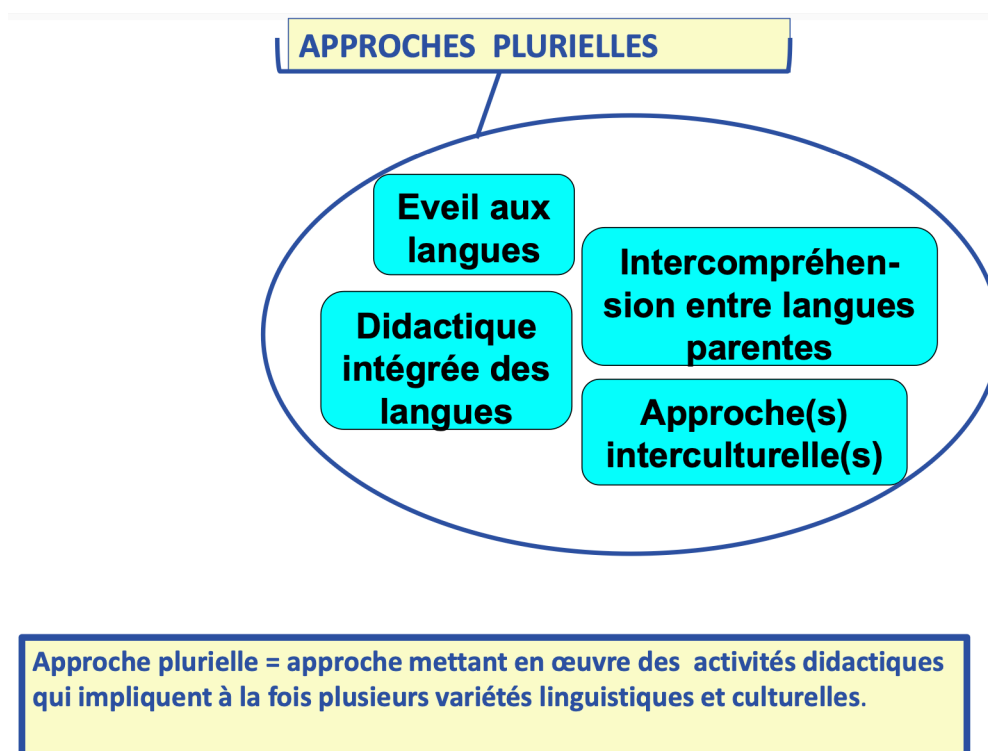 APPROCHES PLURIELLES
Eveil aux
langues
Intercompréhen-
sion entre langues
parentes
Didactique
intégrée des
langues
Approche(s)
interculturelle(s)
Approche plurielle = approche mettant en œuvre des activités didactiques
qui impliquent à la fois plusieurs variétés linguistiques et culturelles.